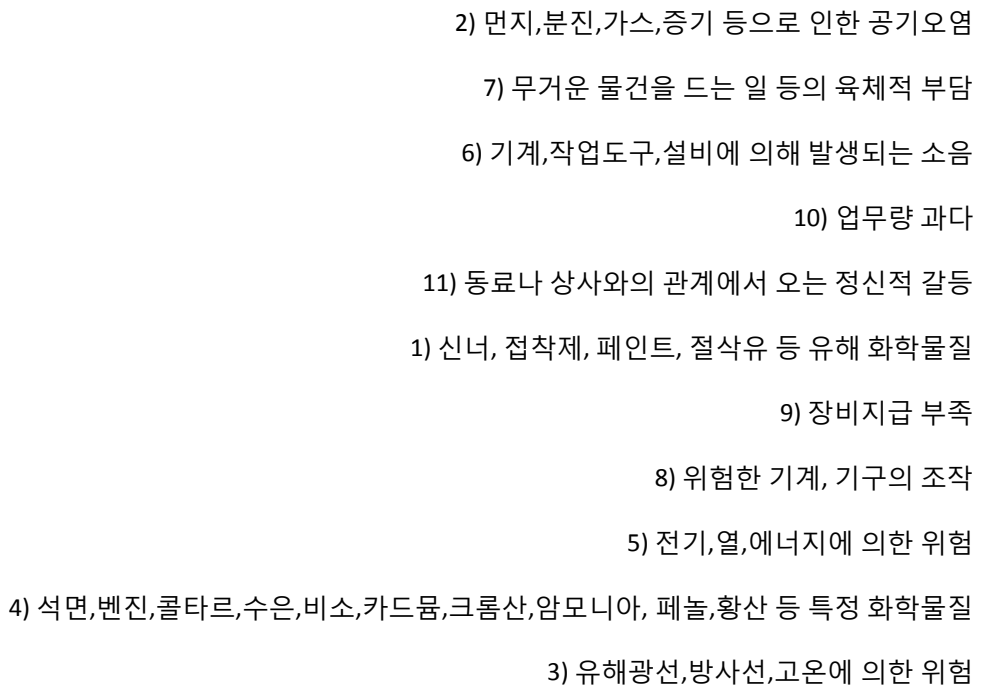 2) 먼지,분진,가스,증기 등으로 인한 공기오염
7) 무거운 물건을 드는 일 등의 육체적 부담
6) 기계,작업도구,설비에 의해 발생되는 소음
10) 업무량 과다
11) 동료나 상사와의 관계에서 오는 정신적 갈등
1) 신너, 접착제, 페인트, 절삭유 등 유해 화학물질
9) 장비지급 부족
8) 위험한 기계, 기구의 조작
5) 전기,열,에너지에 의한 위험
4) 석면,벤진,콜타르,수은,비소,카드뮴,크롬산,암모니아, 페놀,황산 등 특정 화학물질
3) 유해광선,방사선,고온에 의한 위험